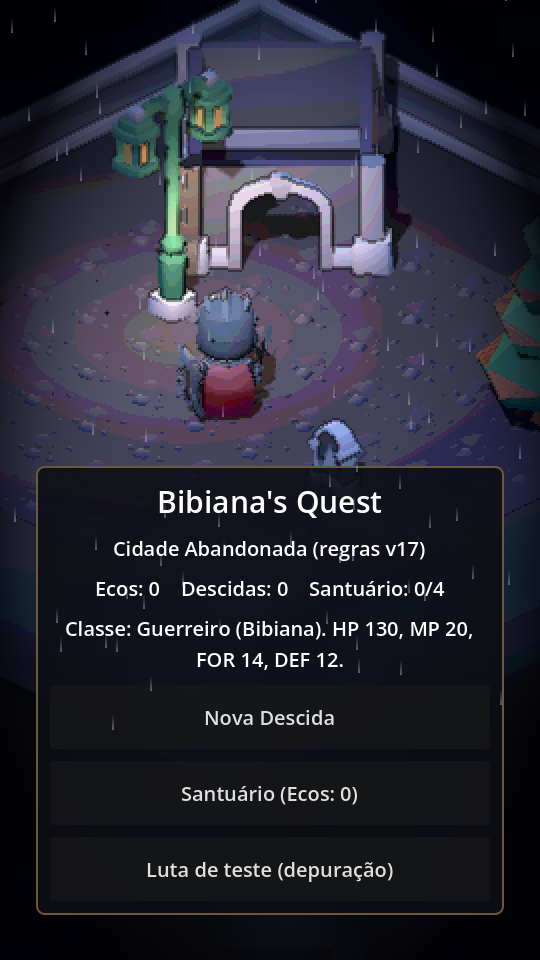 Bibiana's Quest
Cidade Abandonada (regras v17)
Ecos: 0 Descidas: 0 Santuário: 0/4
Classe: Guerreiro (Bibiana). HP 130, MP 20,
FOR 14, DEF 12.
Nova Descida
Santuário (Ecos: 0)
Luta de teste (depuração)